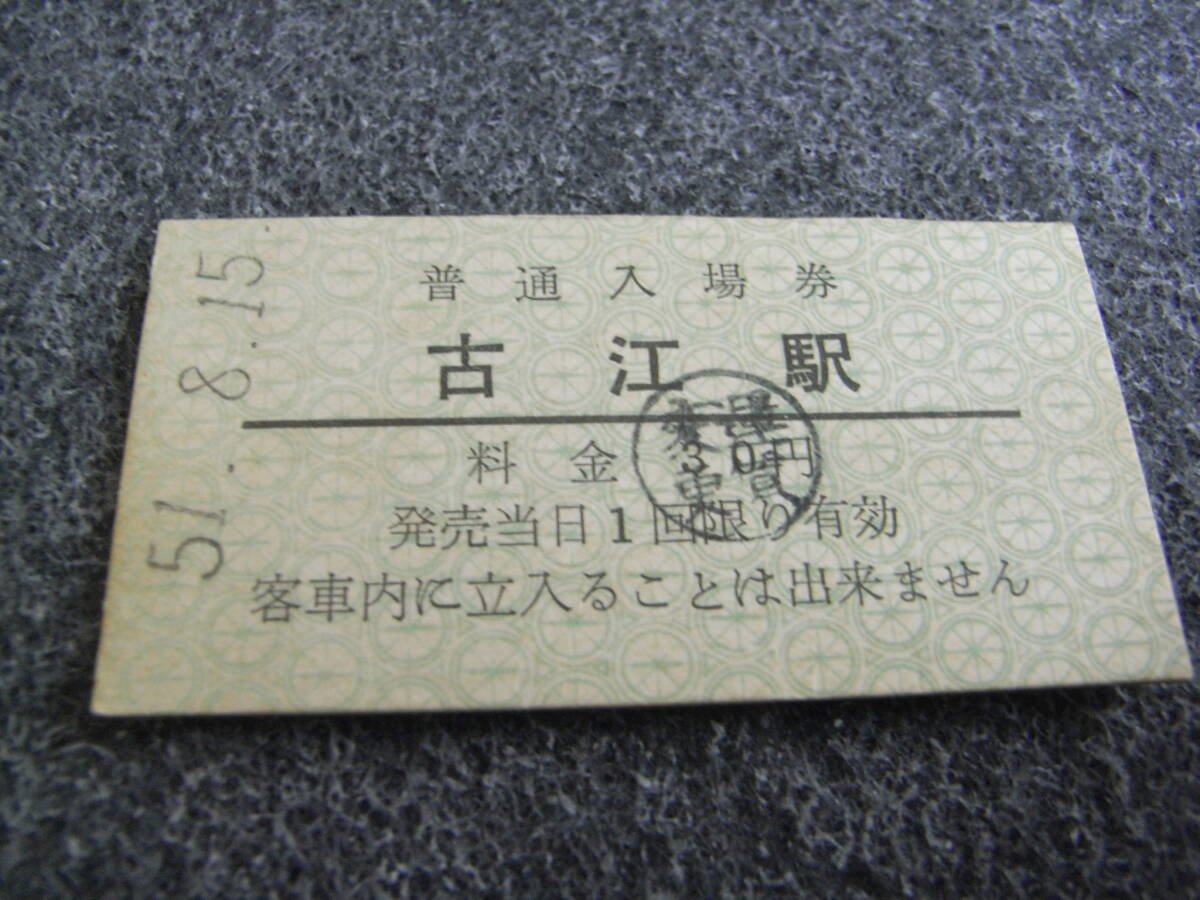 51.-8.15
普通入場券
古江駅
料金 30円
発売当日1回限り有効
客車内に立入ることは出来ません